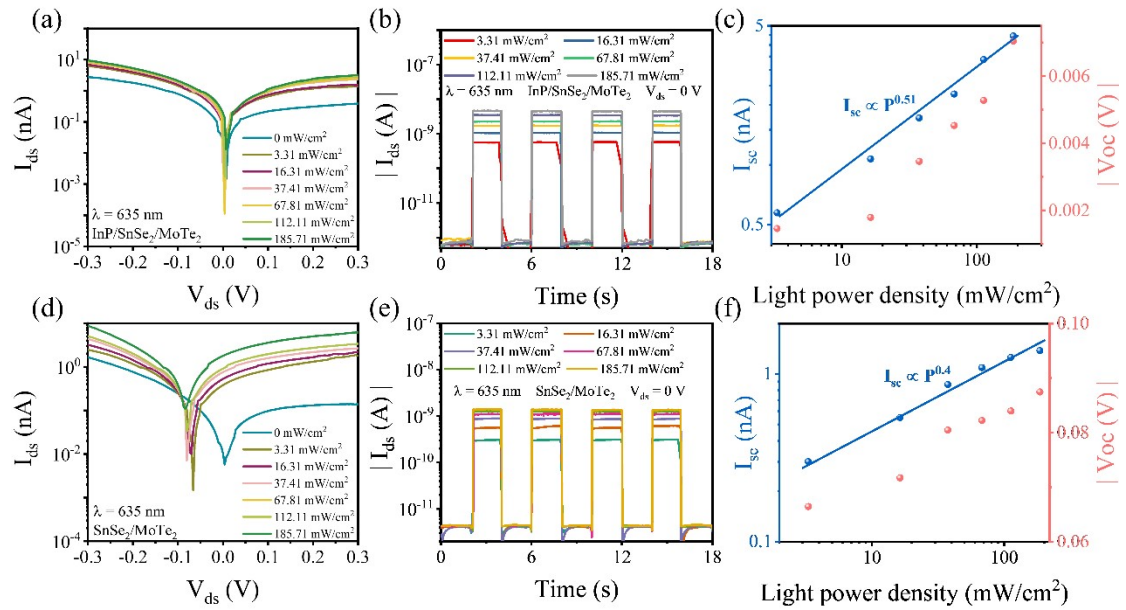 (a)
10¹
10⁻¹
10⁻³
10⁻⁵
I_ds (nA)
0 mW/cm²
3.31 mW/cm²
16.31 mW/cm²
37.41 mW/cm²
67.81 mW/cm²
112.11 mW/cm²
185.71 mW/cm²
λ = 635 nm
InP/SnSe₂/MoTe₂
-0.3 -0.2 -0.1 0.0 0.1 0.2 0.3
V_ds (V)
(b)
10⁻⁷
10⁻⁹
10⁻¹¹
| I_ds (A) |
3.31 mW/cm² 16.31 mW/cm²
37.41 mW/cm² 67.81 mW/cm²
112.11 mW/cm² 185.71 mW/cm²
λ = 635 nm InP/SnSe₂/MoTe₂ V_ds = 0 V
0 6 12 18
Time (s)
(c)
5
0.5
I_sc (nA)
I_sc ∝ P^0.51
0.006
0.004
0.002
0.000
| Voc (V) |
10 100
Light power density (mW/cm²)
(d)
10⁰
10⁻²
10⁻⁴
I_ds (nA)
0 mW/cm²
3.31 mW/cm²
16.31 mW/cm²
37.41 mW/cm²
67.81 mW/cm²
112.11 mW/cm²
185.71 mW/cm²
λ = 635 nm
SnSe₂/MoTe₂
-0.3 -0.2 -0.1 0.0 0.1 0.2 0.3
V_ds (V)
(e)
10⁻⁷
10⁻⁸
10⁻⁹
10⁻¹⁰
10⁻¹¹
| I_ds (A) |
3.31 mW/cm² 16.31 mW/cm²
37.41 mW/cm² 67.81 mW/cm²
112.11 mW/cm² 185.71 mW/cm²
λ = 635 nm SnSe₂/MoTe₂ V_ds = 0 V
0 6 12 18
Time (s)
(f)
1
0.1
I_sc (nA)
I_sc ∝ P^0.4
0.10
0.08
0.06
| Voc (V) |
10 100
Light power density (mW/cm²)